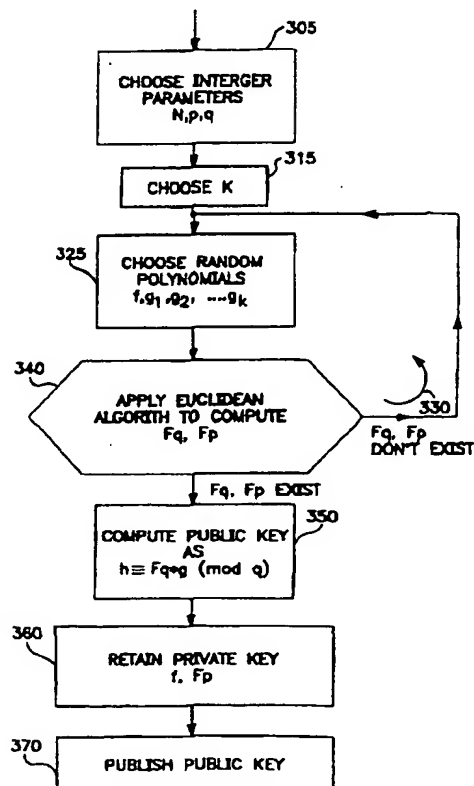 305
CHOOSE INTERGER
PARAMETERS
N,p,q
315
CHOOSE K
325
CHOOSE RANDOM
POLYNOMIALS
f,g₁,g₂, ....gₖ
340
APPLY EUCLIDEAN
ALGORITH TO COMPUTE
Fq, Fp
330
Fq, Fp
DON'T EXIST
Fq, Fp EXIST
350
COMPUTE PUBLIC KEY
AS
h ≡ Fq*g (mod q)
360
RETAIN PRIVATE KEY
f, Fp
370
PUBLISH PUBLIC KEY